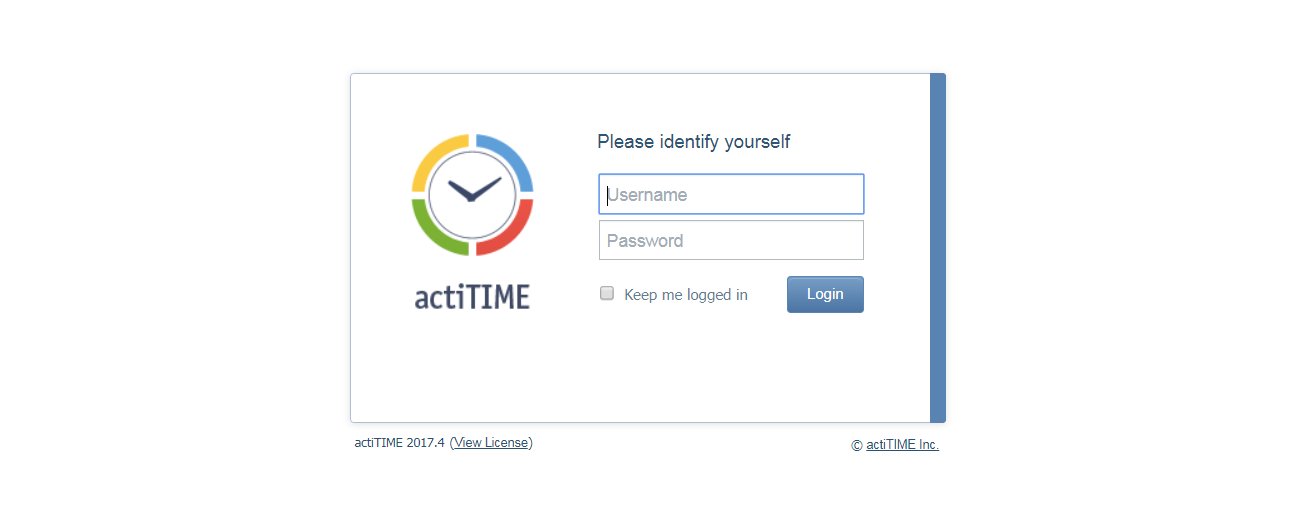 Please identify yourself
Username
Password
Keep me logged in
Login
actiTIME
actiTIME 2017.4 (View License)
© actiTIME Inc.